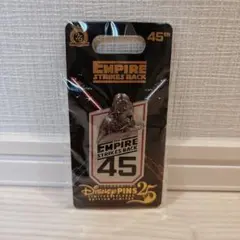 45th
EMPIRE
STRIKES BACK
EMPIRE
STRIKES BACK
45
Disney PINS 25